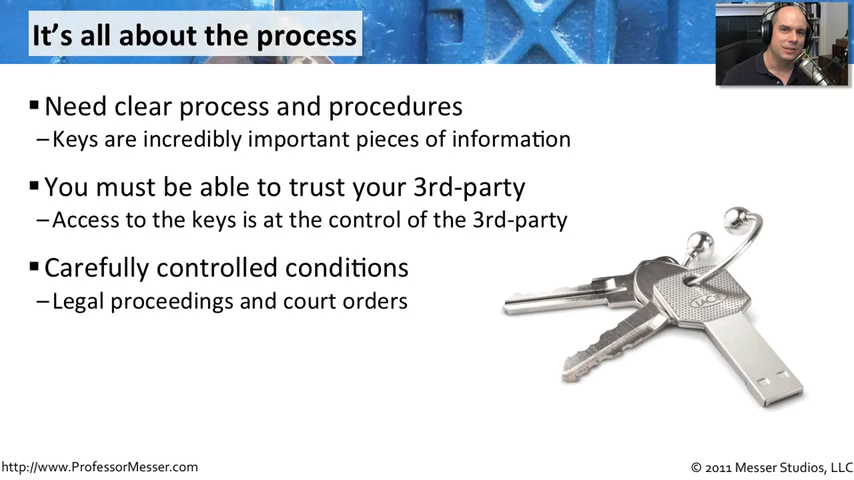 It's all about the process
▪ Need clear process and procedures
– Keys are incredibly important pieces of information
▪ You must be able to trust your 3rd-party
– Access to the keys is at the control of the 3rd-party
▪ Carefully controlled conditions
– Legal proceedings and court orders
LACIE
http://www.ProfessorMesser.com
© 2011 Messer Studios, LLC